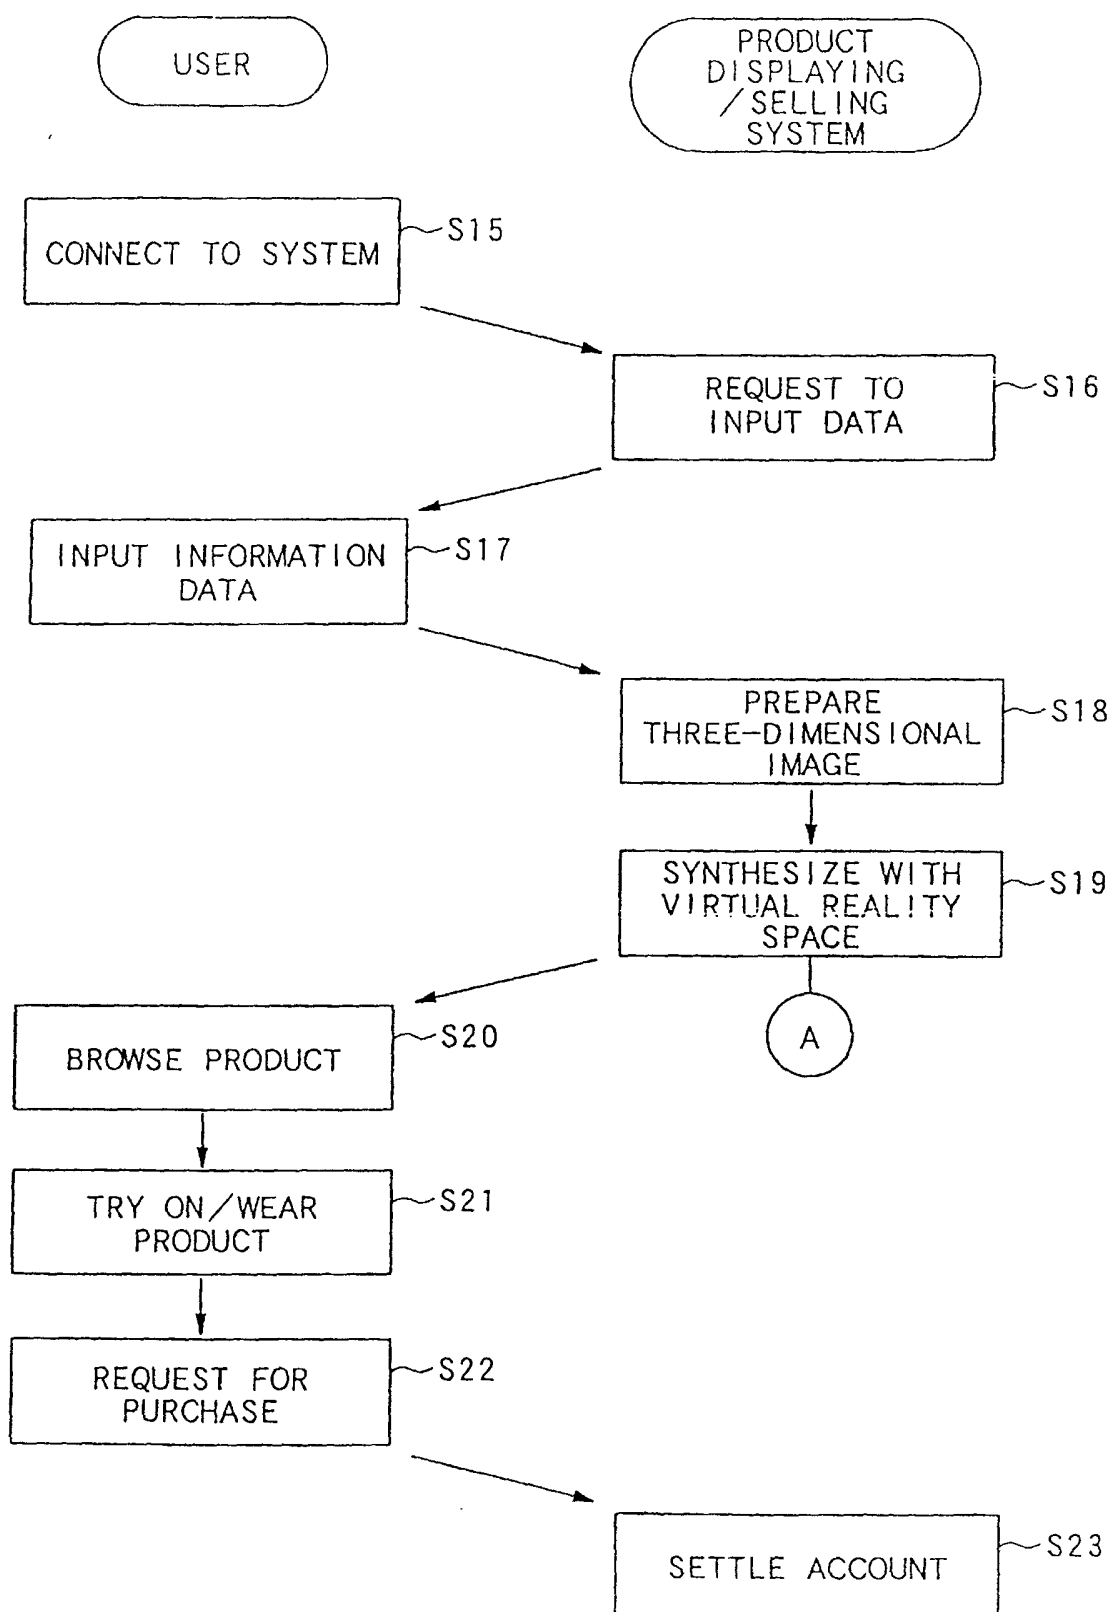 USER
PRODUCT
DISPLAYING
/SELLING
SYSTEM
CONNECT TO SYSTEM
S15
REQUEST TO
INPUT DATA
S16
INPUT INFORMATION
DATA
S17
PREPARE
THREE-DIMENSIONAL
IMAGE
S18
SYNTHESIZE WITH
VIRTUAL REALITY
SPACE
S19
A
BROWSE PRODUCT
S20
TRY ON/WEAR
PRODUCT
S21
REQUEST FOR
PURCHASE
S22
SETTLE ACCOUNT
S23